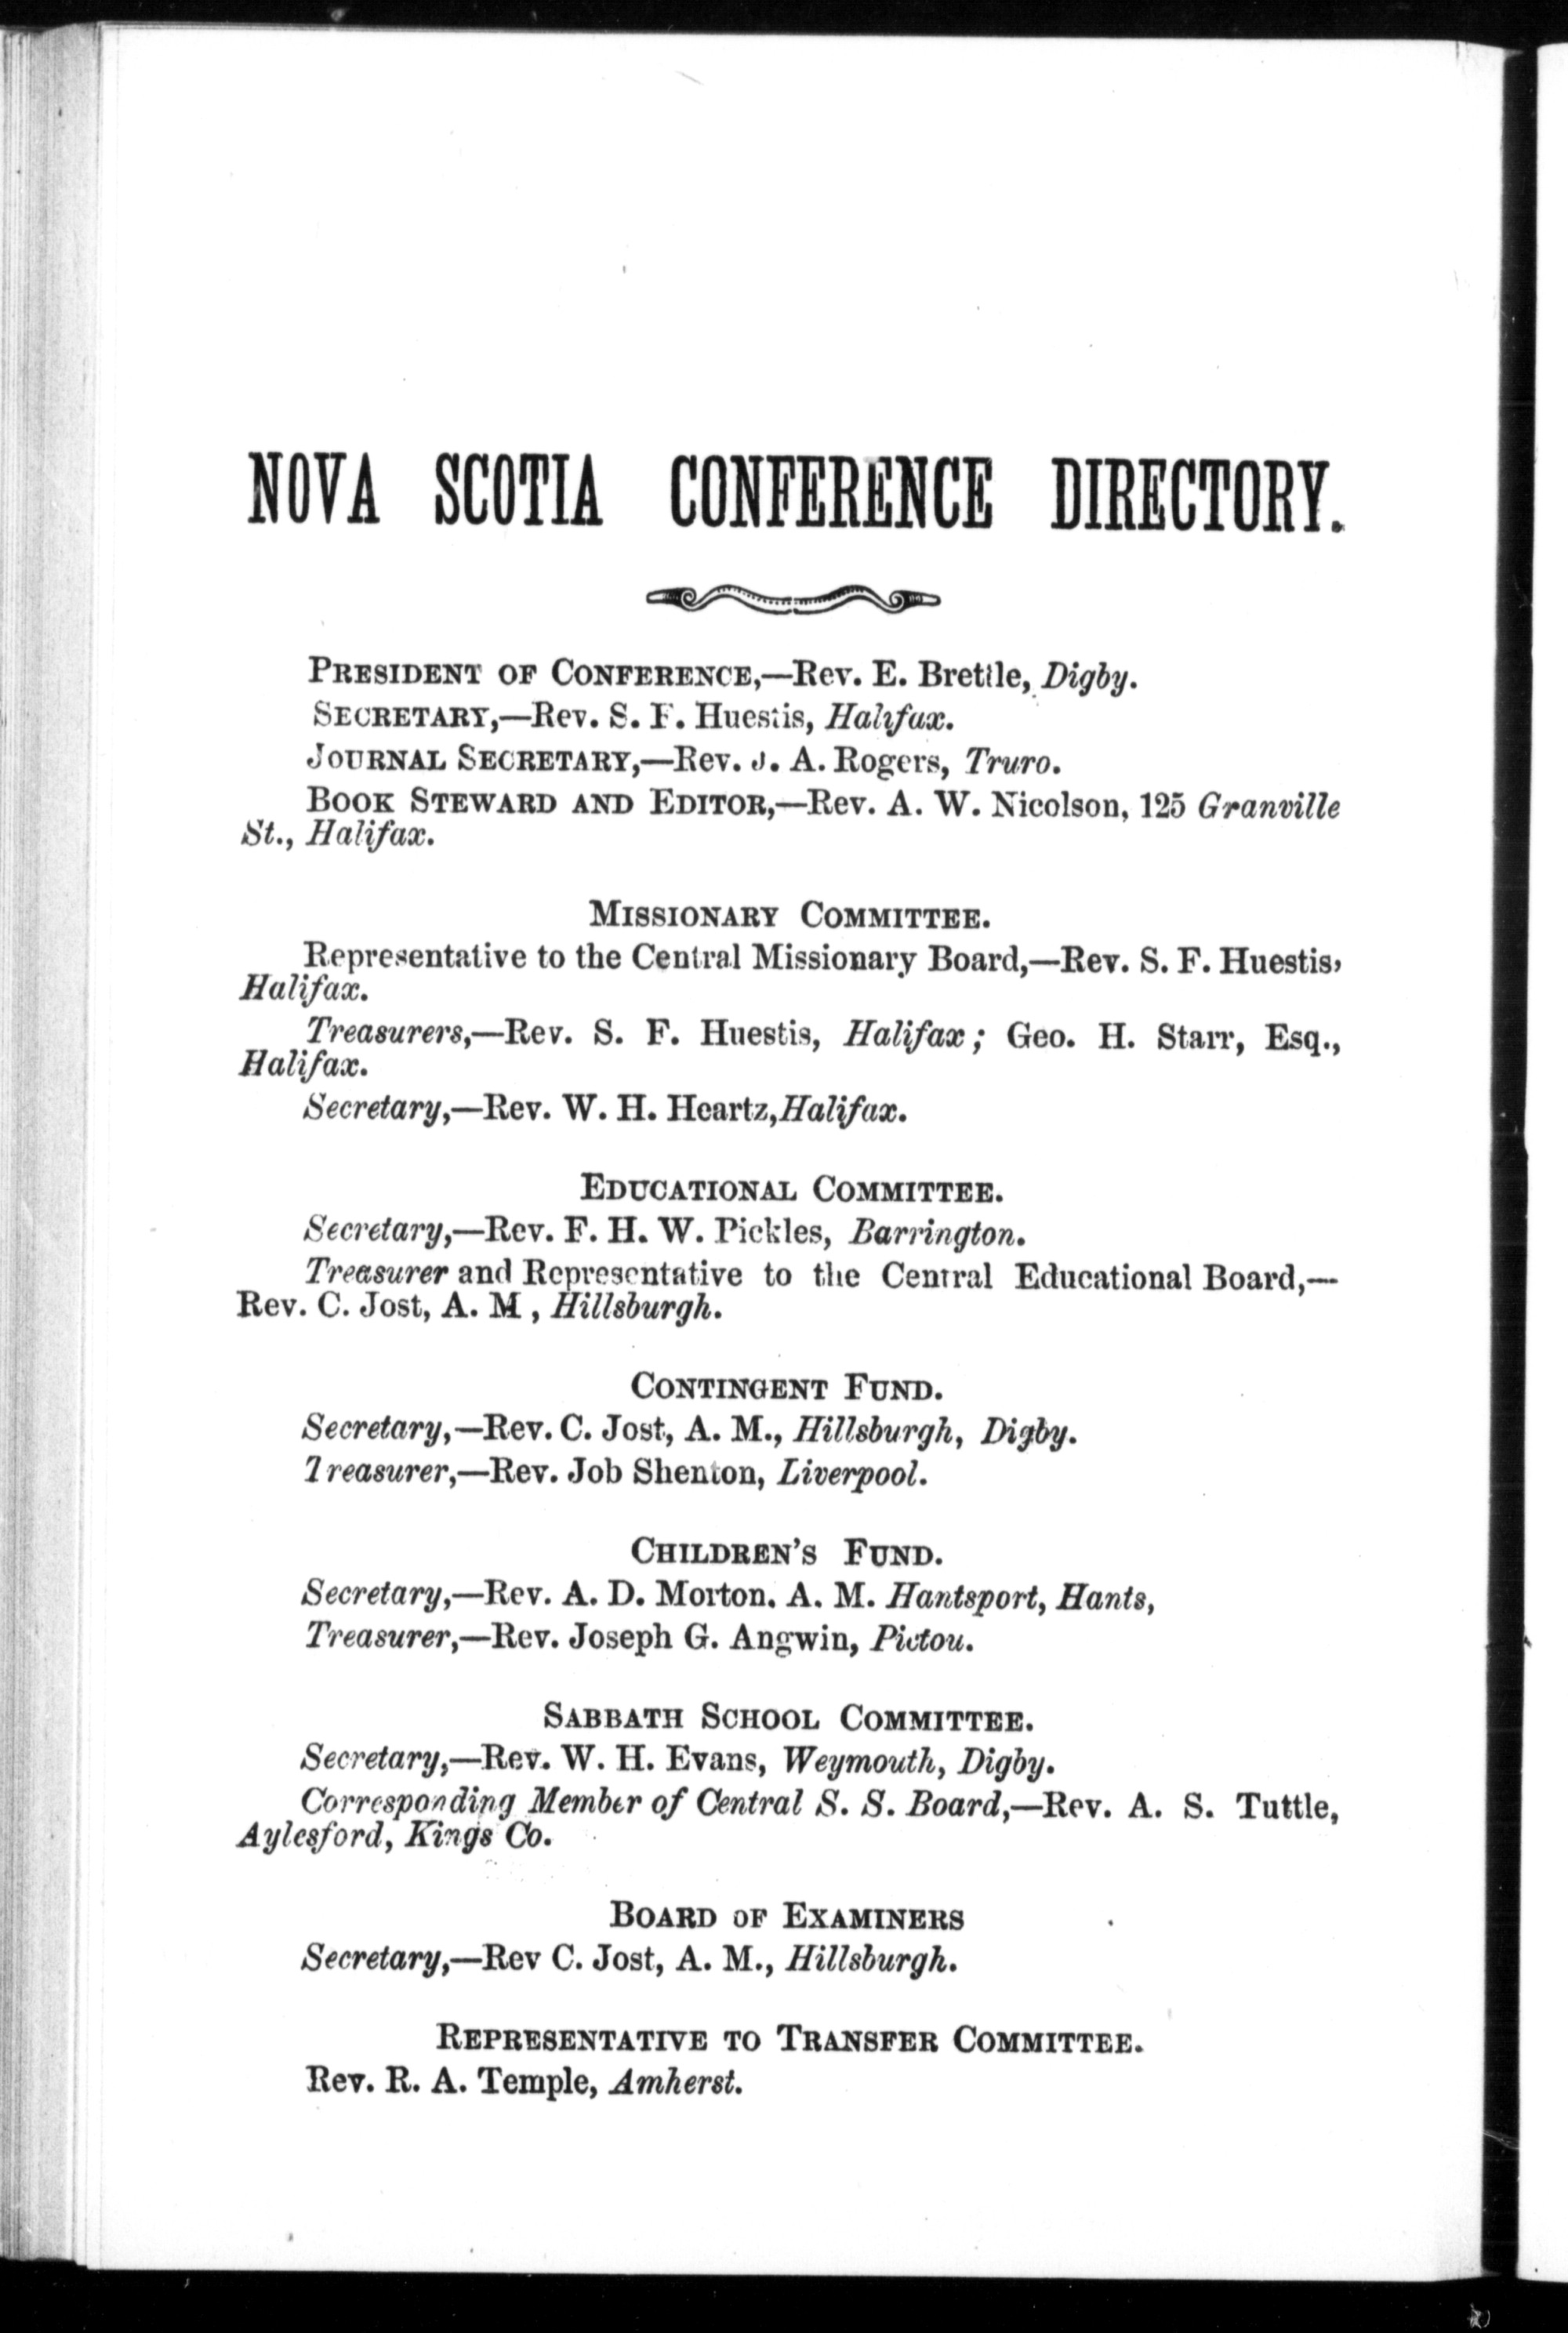 NOVA SCOTIA CONFERENCE DIRECTORY.
PRESIDENT OF CONFERENCE,—Rev. E. Brettle, Digby.
SECRETARY,—Rev. S. F. Huestis, Halifax.
JOURNAL SECRETARY,—Rev. J. A. Rogers, Truro.
BOOK STEWARD AND EDITOR,—Rev. A. W. Nicolson, 125 Granville
St., Halifax.
MISSIONARY COMMITTEE.
Representative to the Central Missionary Board,—Rev. S. F. Huestis,
Halifax.
Treasurers,—Rev. S. F. Huestis, Halifax; Geo. H. Starr, Esq.,
Halifax.
Secretary,—Rev. W. H. Heartz, Halifax.
EDUCATIONAL COMMITTEE.
Secretary,—Rev. F. H. W. Pickles, Barrington.
Treasurer and Representative to the Central Educational Board,—
Rev. C. Jost, A. M , Hillsburgh.
CONTINGENT FUND.
Secretary,—Rev. C. Jost, A. M., Hillsburgh, Digby.
Treasurer,—Rev. Job Shenton, Liverpool.
CHILDREN'S FUND.
Secretary,—Rev. A. D. Morton. A. M. Hantsport, Hants,
Treasurer,—Rev. Joseph G. Angwin, Pictou.
SABBATH SCHOOL COMMITTEE.
Secretary,—Rev. W. H. Evans, Weymouth, Digby.
Corresponding Member of Central S. S. Board,—Rev. A. S. Tuttle,
Aylesford, Kings Co.
BOARD OF EXAMINERS
Secretary,—Rev C. Jost, A. M., Hillsburgh.
REPRESENTATIVE TO TRANSFER COMMITTEE.
Rev. R. A. Temple, Amherst.